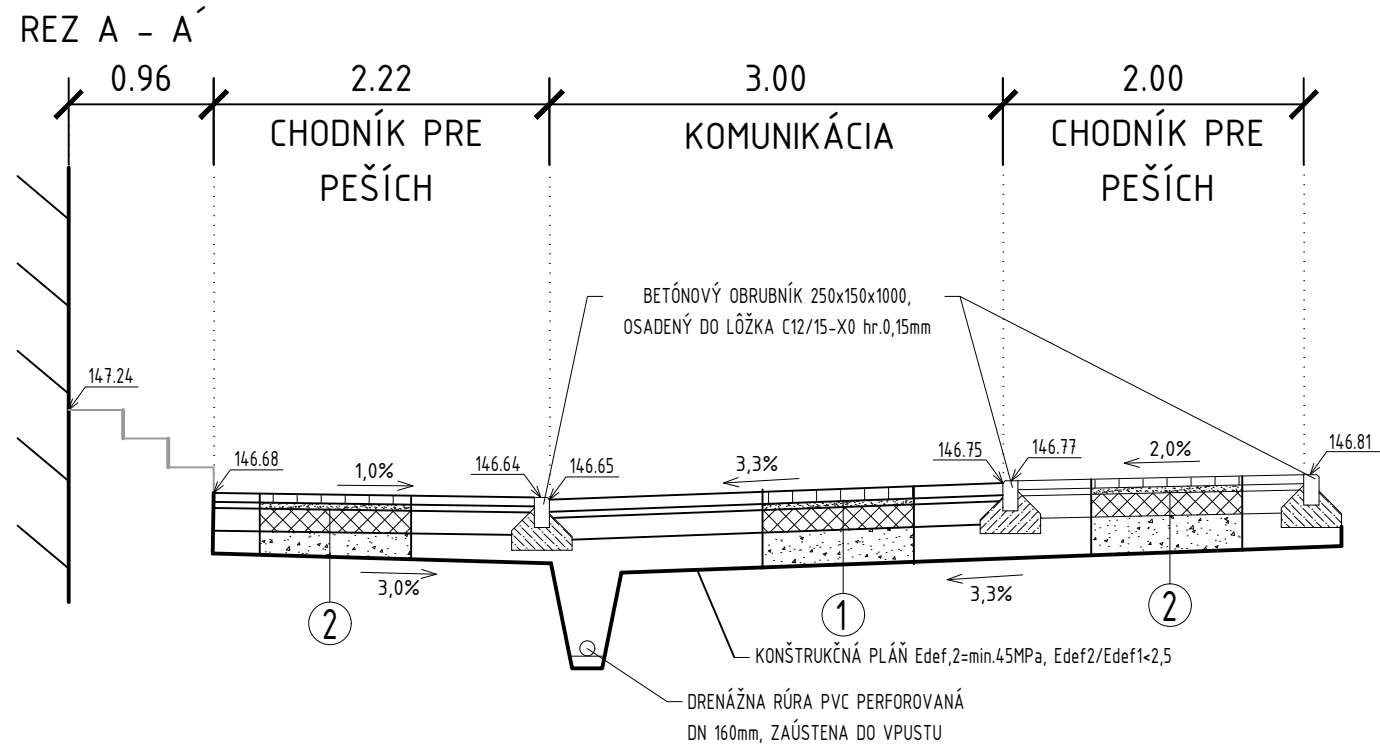 REZ A - A´
0.96
2.22
3.00
2.00
CHODNÍK PRE
PEŠÍCH
KOMUNIKÁCIA
CHODNÍK PRE
PEŠÍCH
BETÓNOVÝ OBRUBNÍK 250x150x1000,
OSADENÝ DO LÔŽKA C12/15-X0 hr.0,15mm
147.24
146.68
1,0%
146.64
146.65
3,3%
146.75
146.77
2,0%
146.81
3,0%
3,3%
2
1
2
KONŠTRUKČNÁ PLÁŇ Edef,2=min.45MPa, Edef2/Edef1<2,5
DRENÁŽNA RÚRA PVC PERFOROVANÁ
DN 160mm, ZAÚSTENA DO VPUSTU